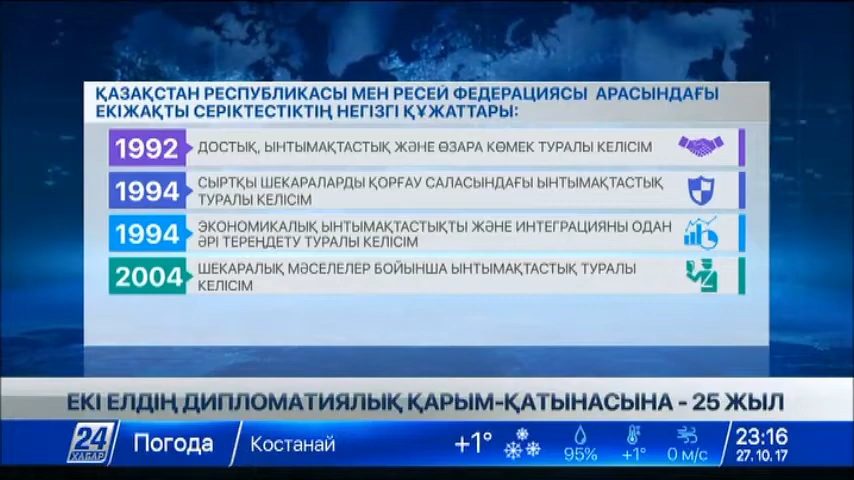 ҚАЗАҚСТАН РЕСПУБЛИКАСЫ МЕН РЕСЕЙ ФЕДЕРАЦИЯСЫ АРАСЫНДАҒЫ
ЕКІЖАҚТЫ СЕРІКТЕСТІКТІҢ НЕГІЗГІ ҚҰЖАТТАРЫ:
1992 ДОСТЫҚ, ЫНТЫМАҚТАСТЫҚ ЖӘНЕ ӨЗАРА КӨМЕК ТУРАЛЫ КЕЛІСІМ
1994 СЫРТҚЫ ШЕКАРАЛАРДЫ ҚОРҒАУ САЛАСЫНДАҒЫ ЫНТЫМАҚТАСТЫҚ
ТУРАЛЫ КЕЛІСІМ
1994 ЭКОНОМИКАЛЫҚ ЫНТЫМАҚТАСТЫҚТЫ ЖӘНЕ ИНТЕГРАЦИЯНЫ ОДАН
ӘРІ ТЕРЕҢДЕТУ ТУРАЛЫ КЕЛІСІМ
2004 ШЕКАРАЛЫҚ МӘСЕЛЕЛЕР БОЙЫНША ЫНТЫМАҚТАСТЫҚ ТУРАЛЫ
КЕЛІСІМ
ЕКІ ЕЛДІҢ ДИПЛОМАТИЯЛЫҚ ҚАРЫМ-ҚАТЫНАСЫНА - 25 ЖЫЛ
24 ХАБАР Погода Костанай +1° 95% +1° 0 м/с 23:16
27.10.17